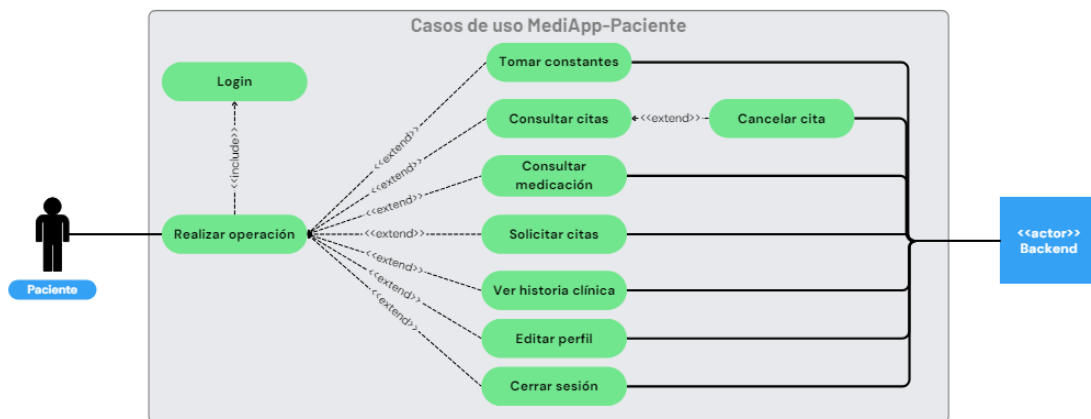 Casos de uso MediApp-Paciente
Login
<<include>>
Realizar operación
Paciente
Tomar constantes
<<extend>>
Consultar citas
<<extend>>
<<extend>>
Cancelar cita
Consultar
medicación
<<extend>>
Solicitar citas
<<extend>>
Ver historia clínica
<<extend>>
Editar perfil
<<extend>>
Cerrar sesión
<<extend>>
<<actor>>
Backend